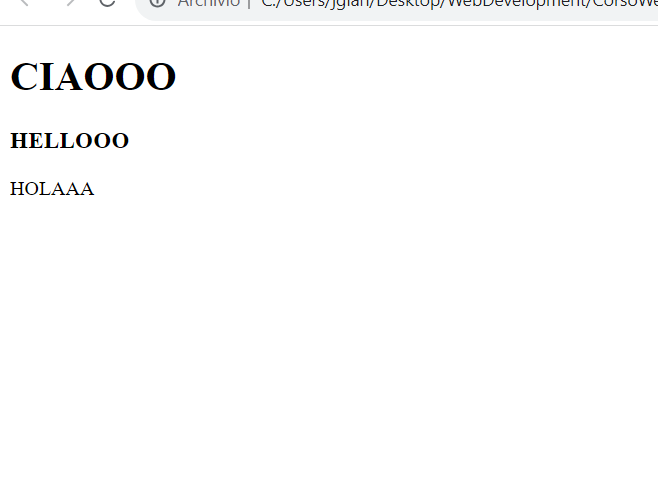 Archivio | C:/Users/jgian/Desktop/WebDevelopment/CorsoWe
CIAOOO
HELLOOO
HOLAAA